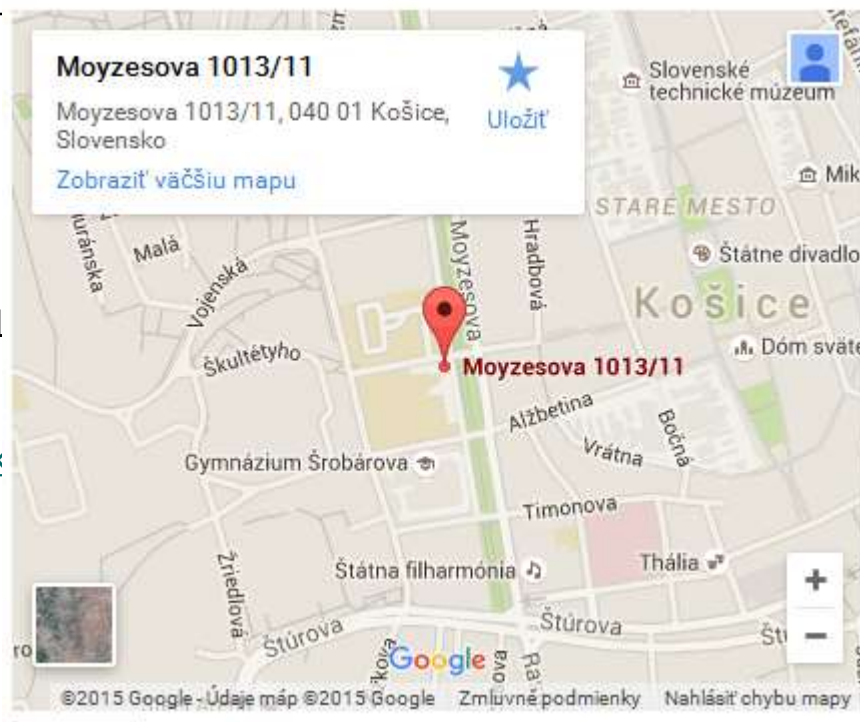 Moyzesova 1013/11
Moyzesova 1013/11, 040 01 Košice,
Slovensko
Uložiť
Zobraziť väčšiu mapu
Slovenské
technické múzeum
Mik
STARÉ MESTO
Štátne divadlo
Malá
Vojenská
Moyzesova
Hradbová
Košice
Dóm sväte
Škultétyho
Moyzesova 1013/11
Alžbetina
Bočná
Vrátna
Gymnázium Šrobárova
Timonova
Žriedlová
Štátna filharmónia
Thália
+
Štúrova
Štúrova
Štú
−
Google
©2015 Google - Údaje máp ©2015 Google Zmluvné podmienky Nahlásiť chybu mapy